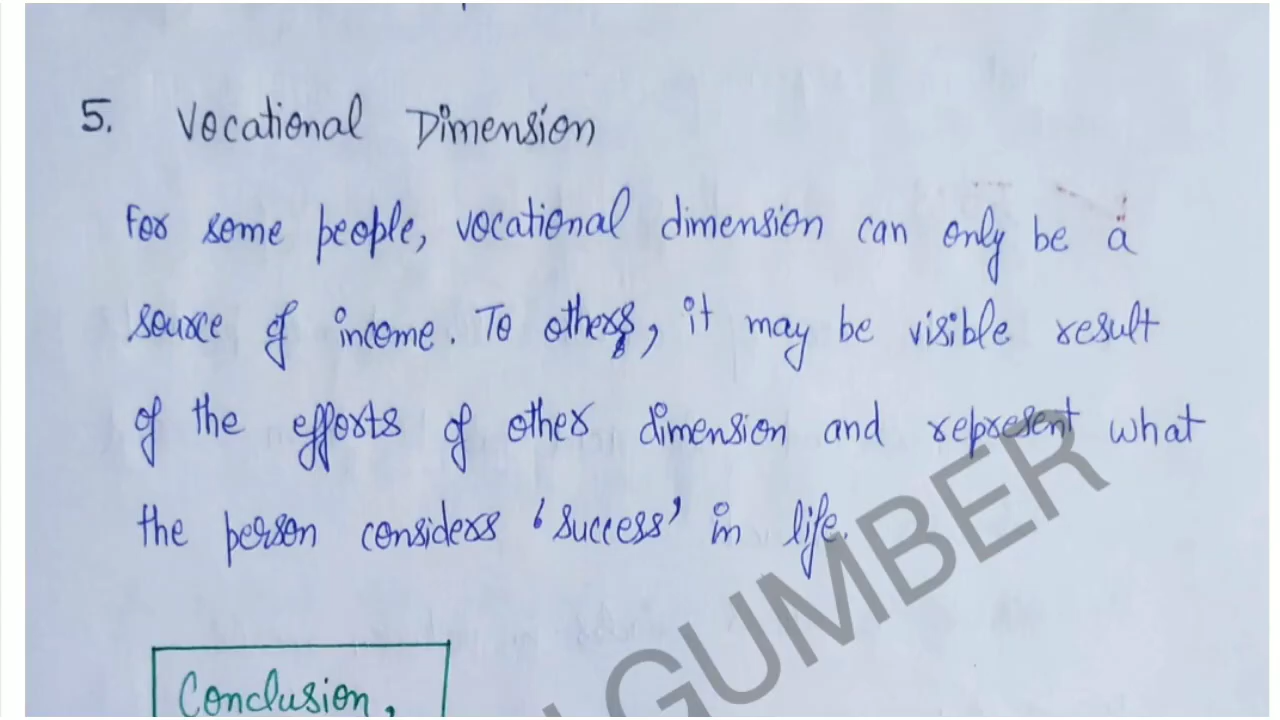 5. Vocational Dimension
For some people, vocational dimension can only be a
source of income. To others, it may be visible result
of the efforts of other dimension and represent what
the person considers 'success' in life.
GUMBER
Conclusion,